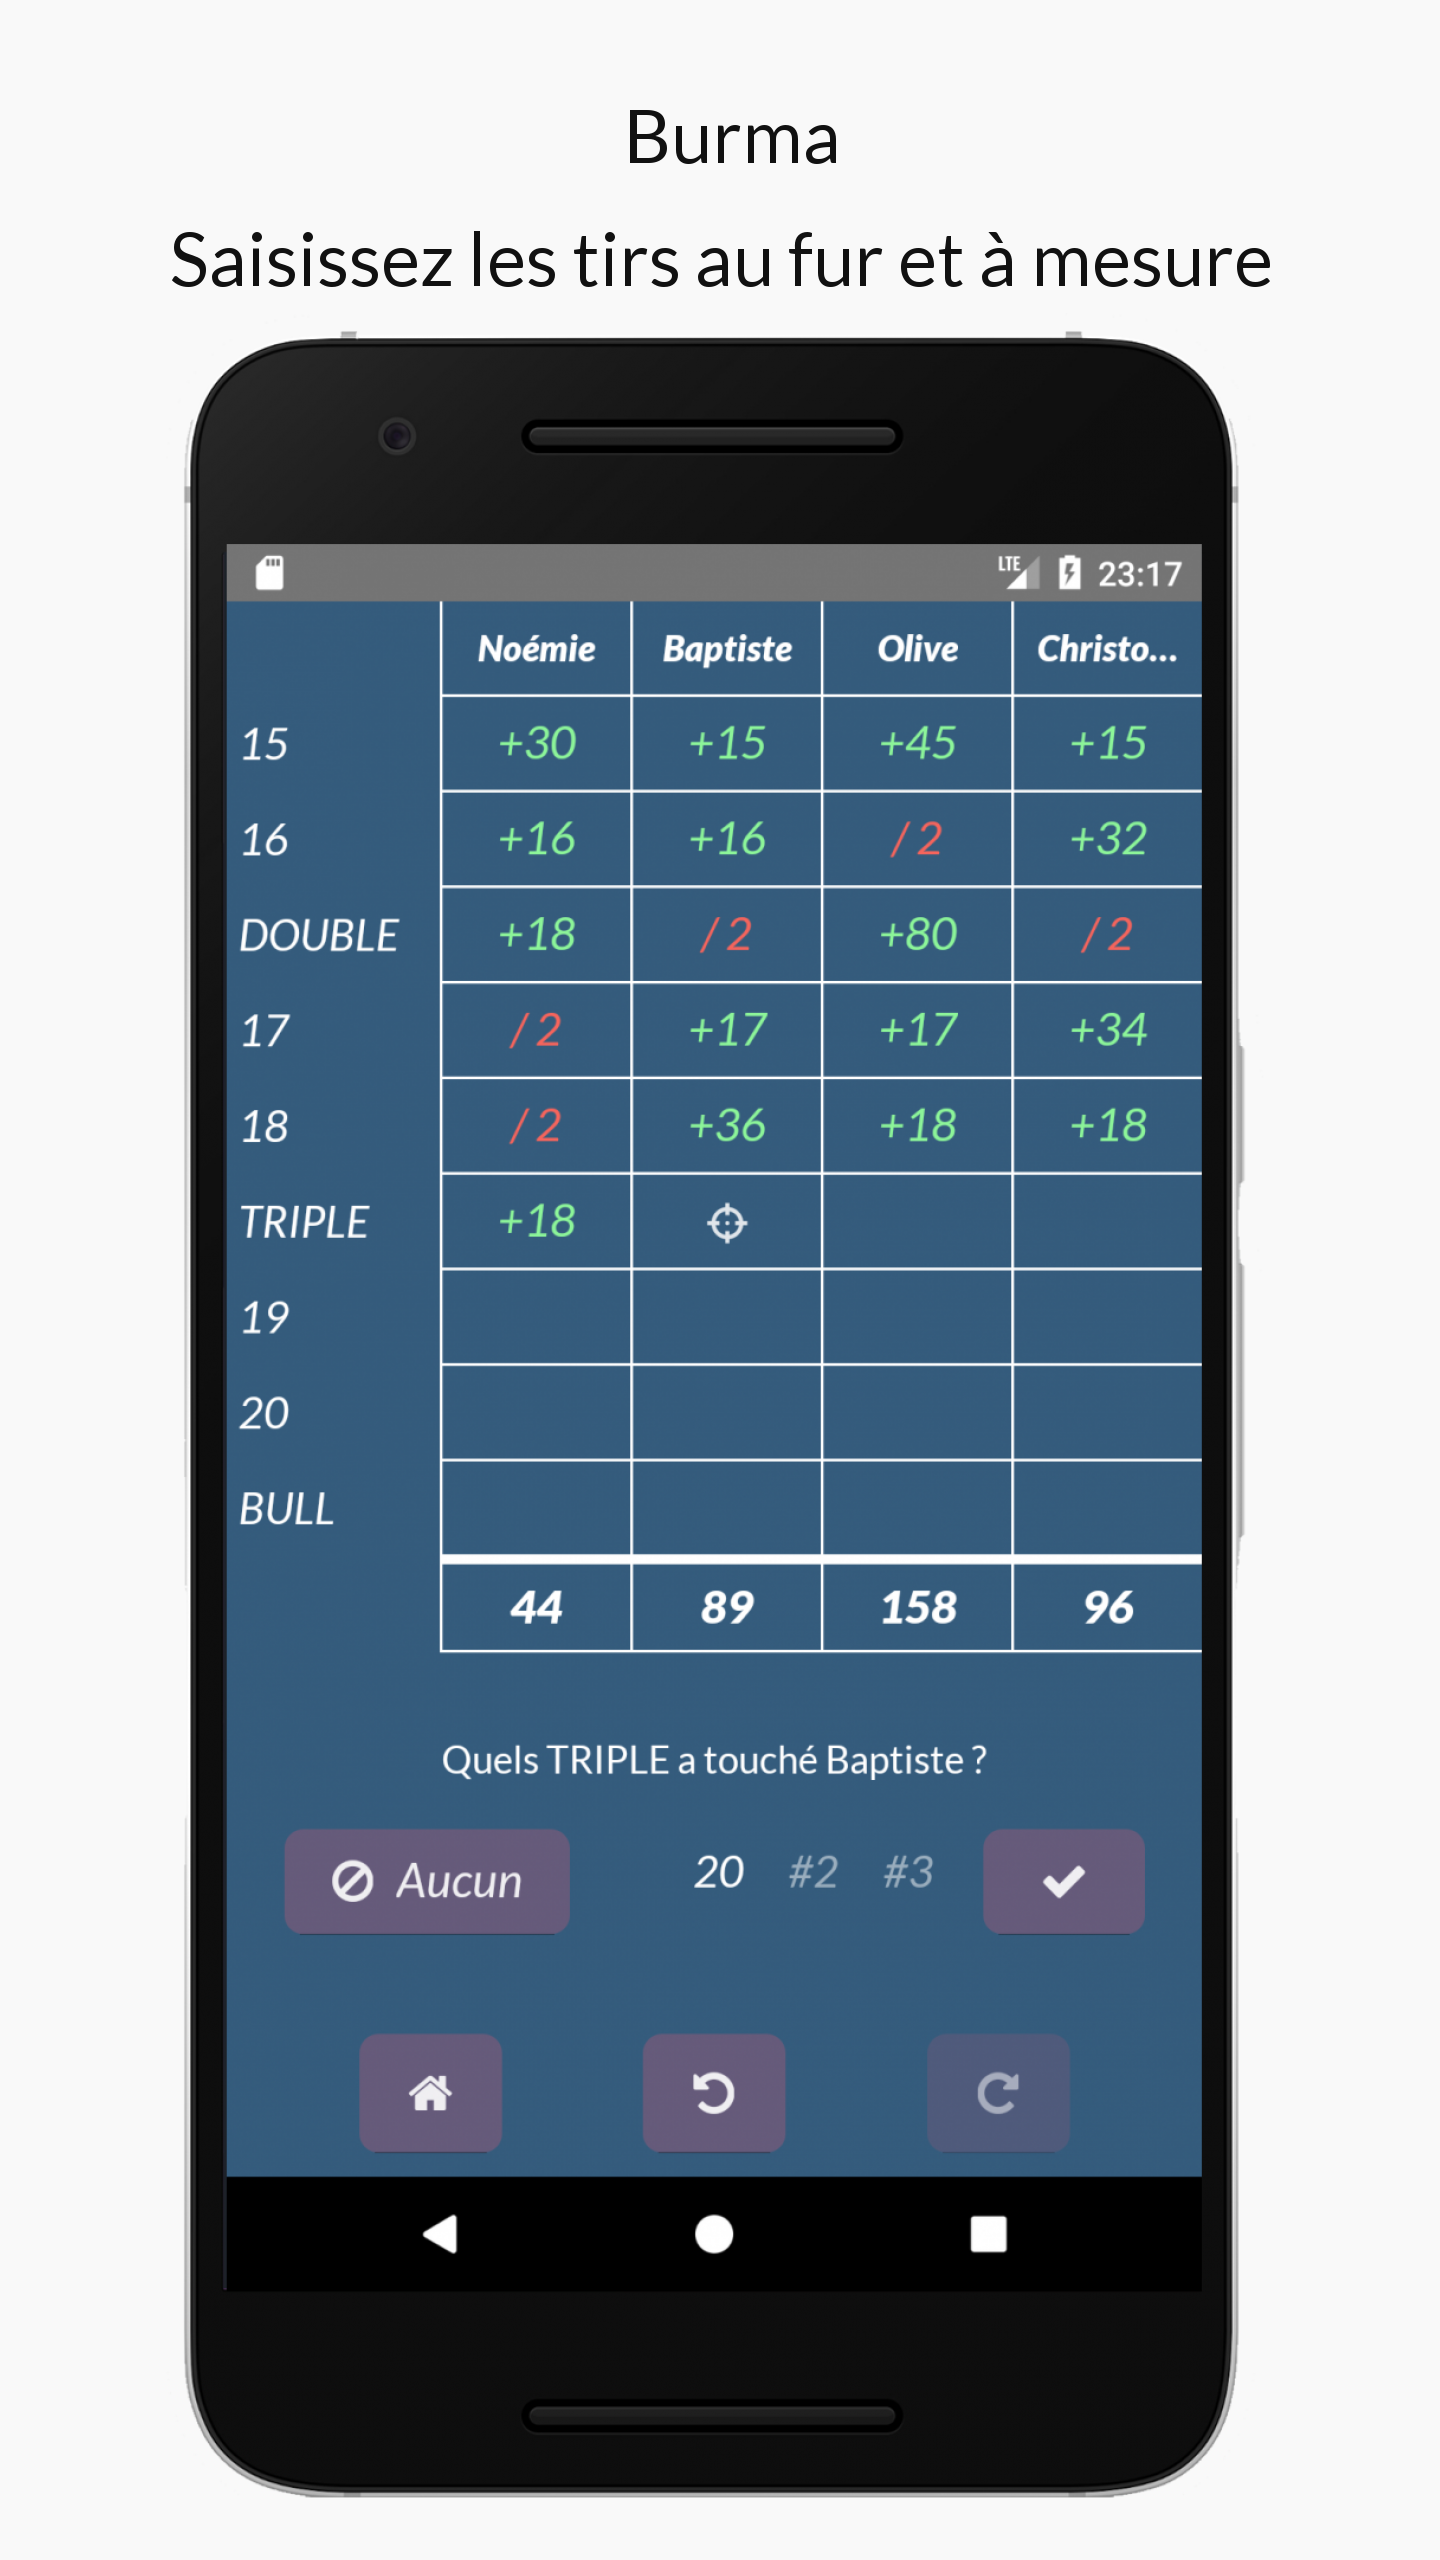 Burma
Saisissez les tirs au fur et à mesure
LTE 23:17
Noémie Baptiste Olive Christo...
15 +30 +15 +45 +15
16 +16 +16 / 2 +32
DOUBLE +18 / 2 +80 / 2
17 / 2 +17 +17 +34
18 / 2 +36 +18 +18
TRIPLE +18
19
20
BULL
44 89 158 96
Quels TRIPLE a touché Baptiste ?
Aucun 20 #2 #3